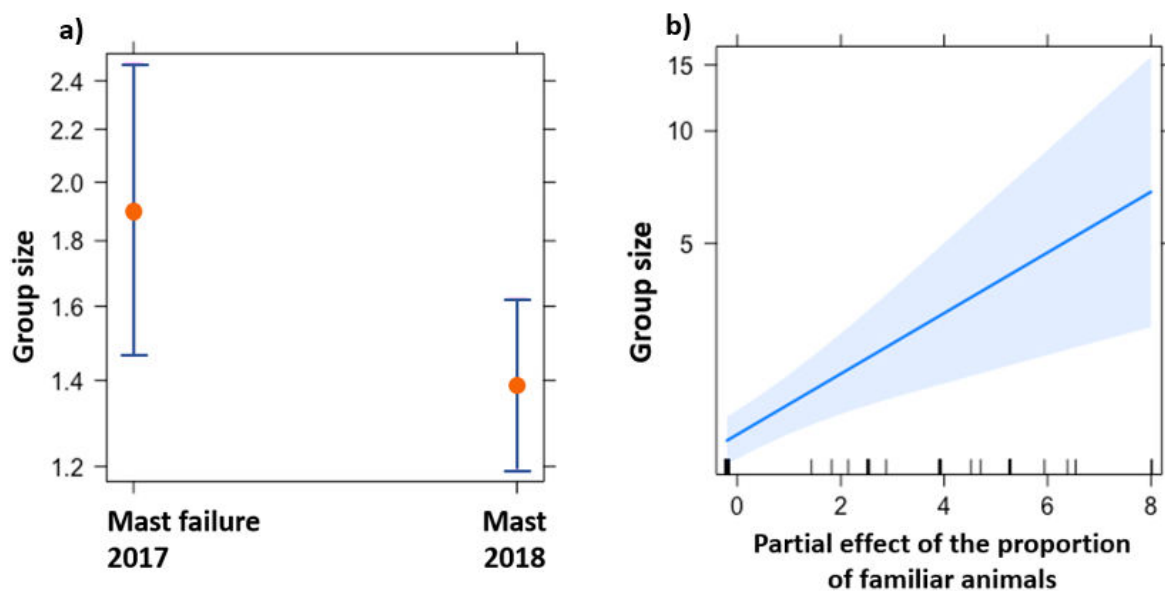 a)
Group size
2.4
2.2
2.0
1.8
1.6
1.4
1.2
Mast failure
2017
Mast
2018
b)
Group size
15
10
5
0 2 4 6 8
Partial effect of the proportion
of familiar animals